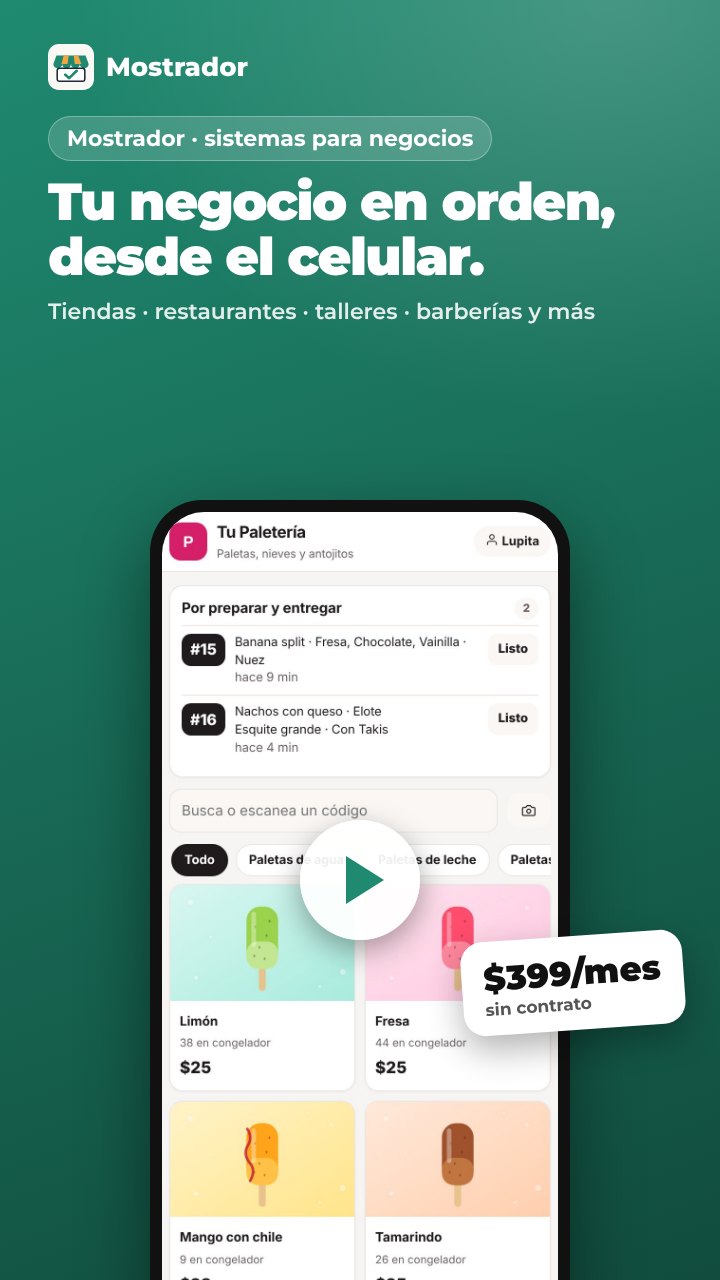 Mostrador
Mostrador · sistemas para negocios
Tu negocio en orden,
desde el celular.
Tiendas · restaurantes · talleres · barberías y más
P
Tu Paletería
Paletas, nieves y antojitos
Lupita
Por preparar y entregar
2
#15
Banana split · Fresa, Chocolate, Vainilla ·
Nuez
hace 9 min
Listo
#16
Nachos con queso · Elote
Esquite grande · Con Takis
hace 4 min
Listo
Busca o escanea un código
Todo
Paletas de agua
Paletas de leche
Paletas
$399/mes
sin contrato
Limón
38 en congelador
$25
Fresa
44 en congelador
$25
Mango con chile
9 en congelador
Tamarindo
26 en congelador